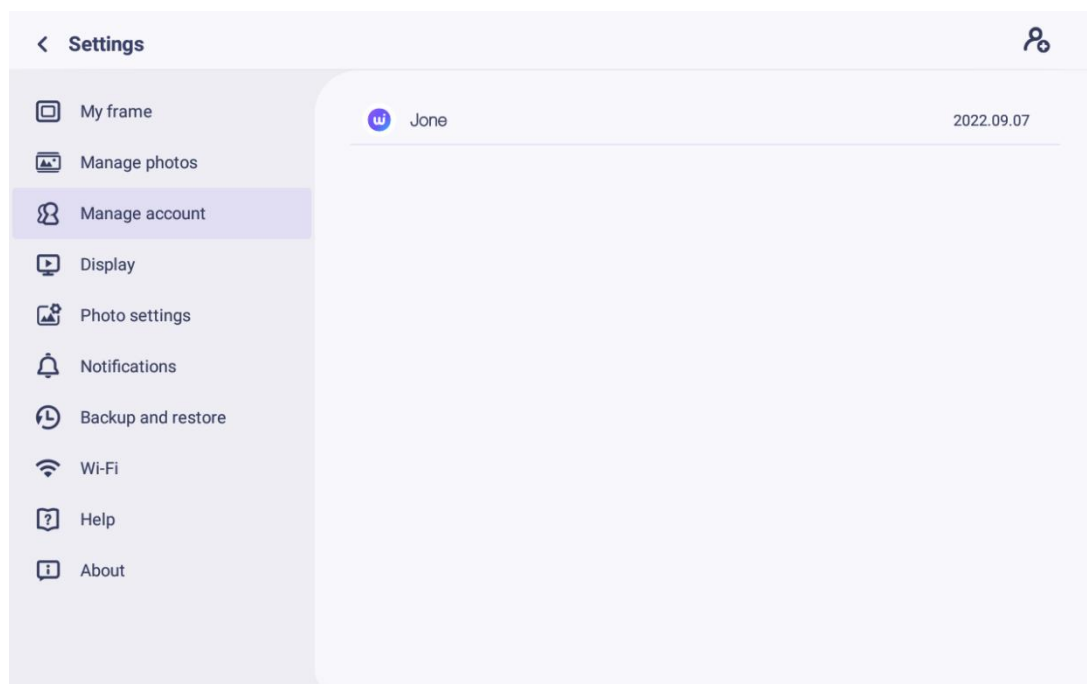 Settings
My frame
Manage photos
Manage account
Display
Photo settings
Notifications
Backup and restore
Wi-Fi
Help
About
Jone 2022.09.07